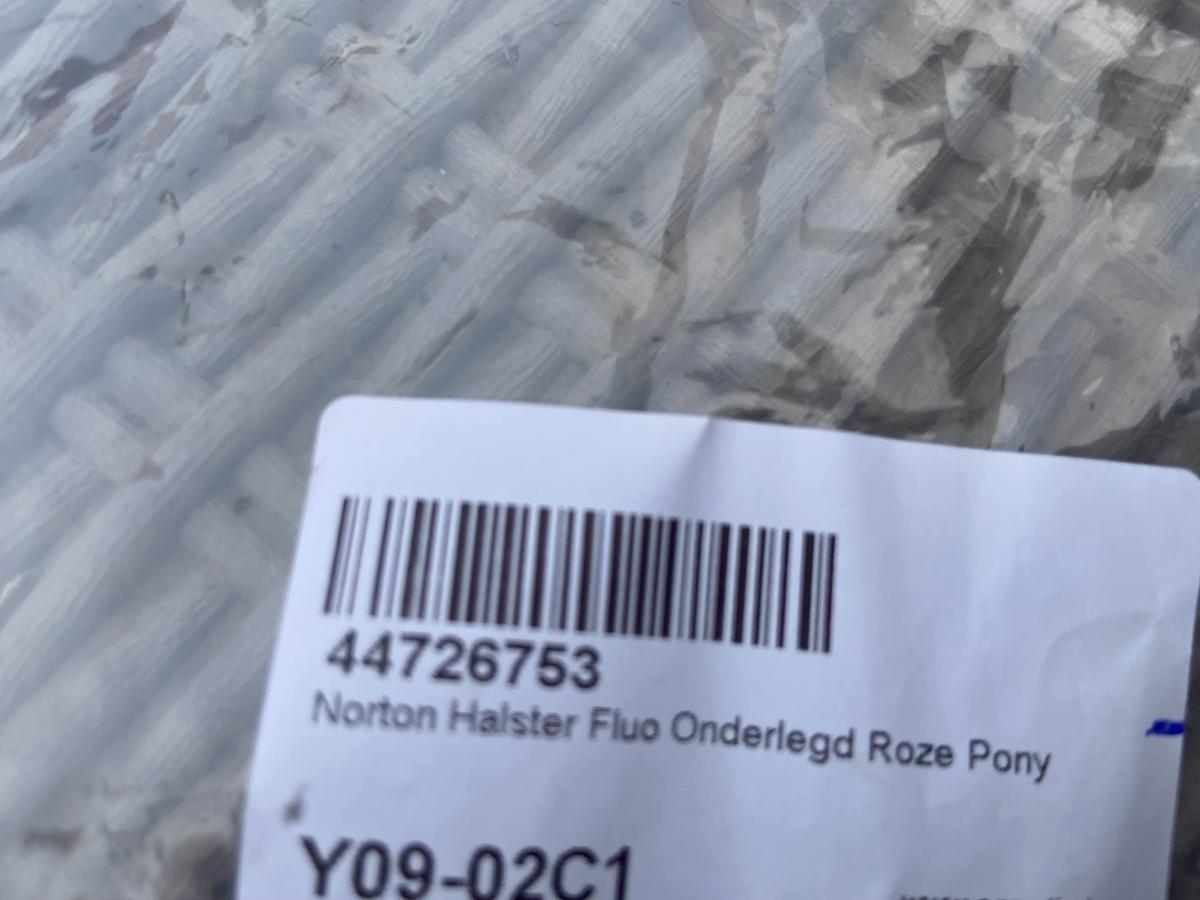 44726753
Norton Halster Fluo Onderlegd Roze Pony
Y09-02C1